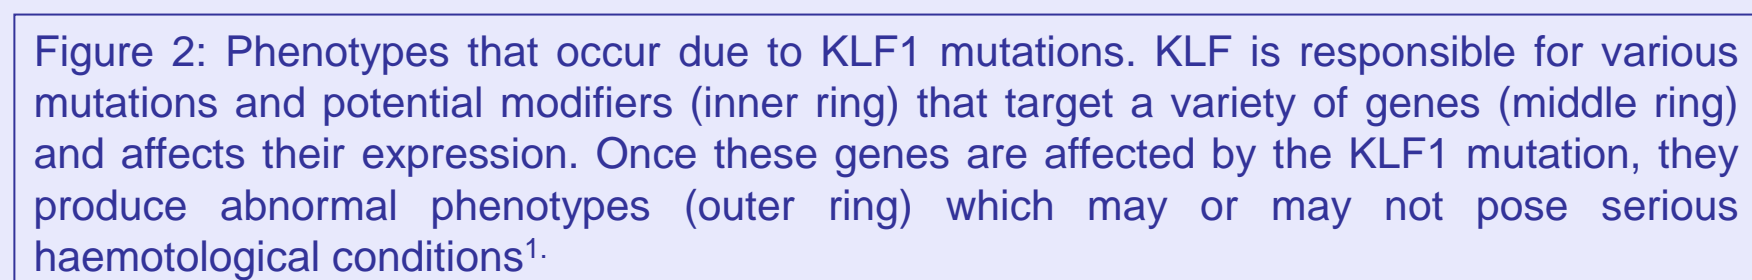 Figure 2: Phenotypes that occur due to KLF1 mutations. KLF is responsible for various
mutations and potential modifiers (inner ring) that target a variety of genes (middle ring)
and affects their expression. Once these genes are affected by the KLF1 mutation, they
produce abnormal phenotypes (outer ring) which may or may not pose serious
haemotological conditions¹·